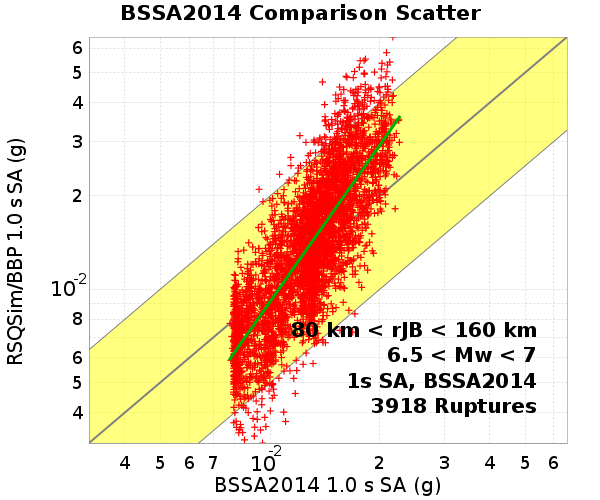 BSSA2014 Comparison Scatter
RSQSim/BBP 1.0 s SA (g)
6
5
4
3
2
10-2
8
6
5
4
80 km < rJB < 160 km
6.5 < Mw < 7
1s SA, BSSA2014
3918 Ruptures
4 5 6 7 10-2 2 3 4 5 6
BSSA2014 1.0 s SA (g)